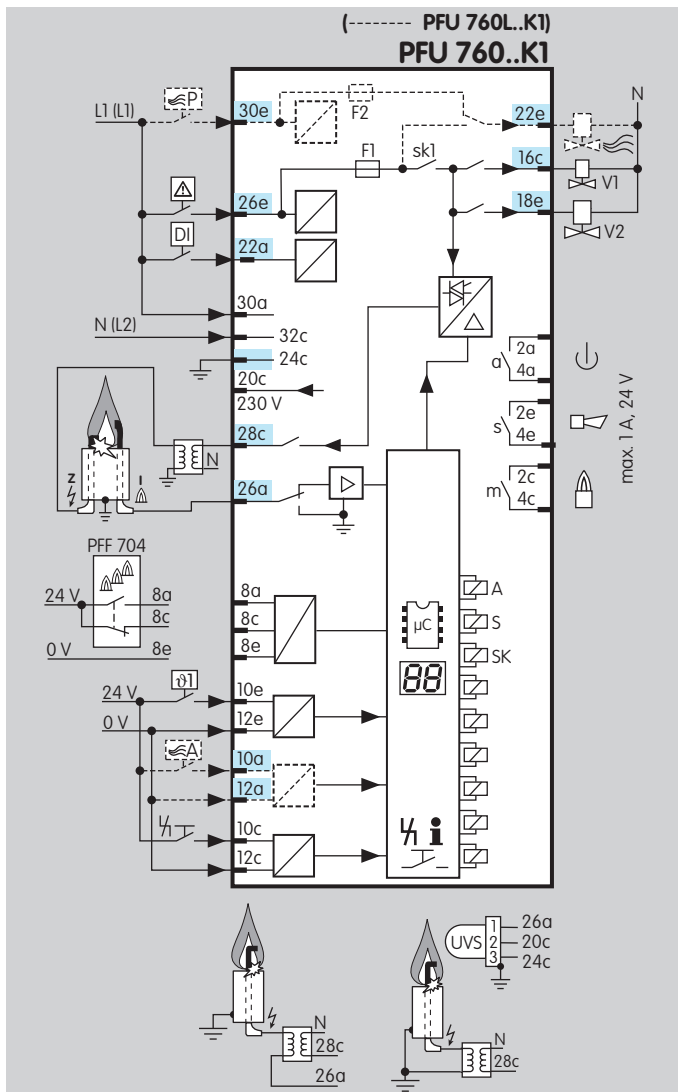 (------- PFU 760L..K1)
PFU 760..K1
L1 (L1)
P
30e
F2
22e
N
F1
sk1
16c
V1
26e
18e
V2
DI
22a
30a
N (L2)
32c
24c
20c
230 V
28c
N
26a
Z
I
a
2a
4a
s
2e
4e
m
2c
4c
max. 1 A, 24 V
PFF 704
24 V
8a
8c
0 V
8e
8a
8c
8e
µC
88
A
S
SK
24 V
ϑ1
10e
0 V
12e
A
10a
12a
10c
12c
i
UVS
1
2
3
26a
20c
24c
N
28c
26a
N
28c